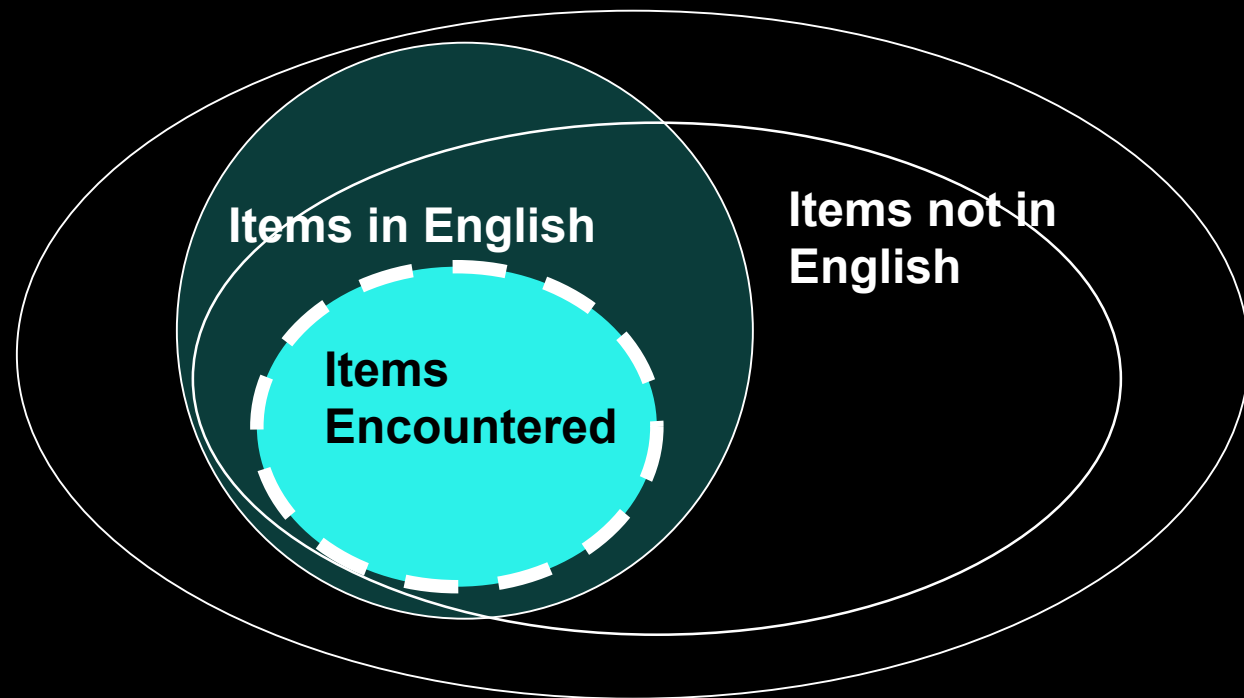 Items in English
Items not in
English
Items
Encountered